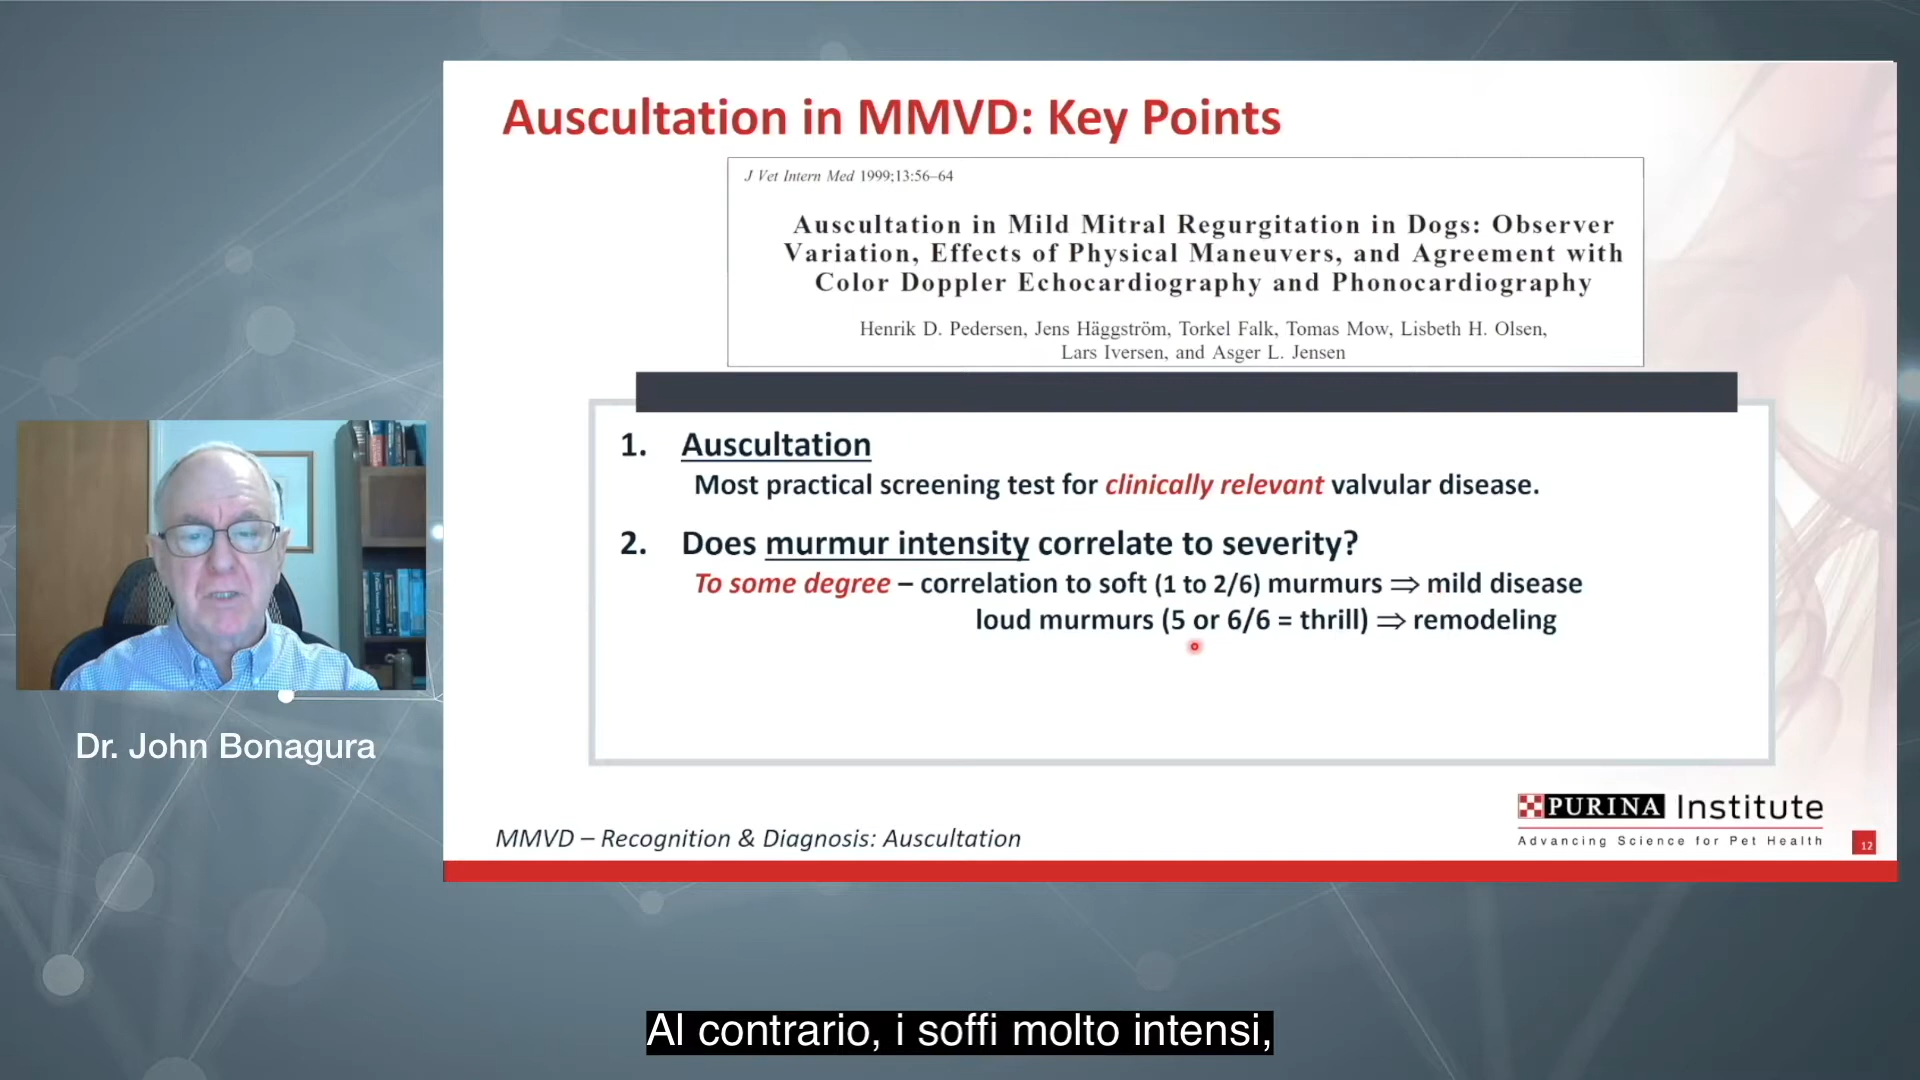 Auscultation in MMVD: Key Points
J Vet Intern Med 1999;13:56–64
Auscultation in Mild Mitral Regurgitation in Dogs: Observer
Variation, Effects of Physical Maneuvers, and Agreement with
Color Doppler Echocardiography and Phonocardiography
Henrik D. Pedersen, Jens Häggström, Torkel Falk, Tomas Mow, Lisbeth H. Olsen,
Lars Iversen, and Asger L. Jensen
1. Auscultation
Most practical screening test for clinically relevant valvular disease.
2. Does murmur intensity correlate to severity?
To some degree – correlation to soft (1 to 2/6) murmurs ⇒ mild disease
loud murmurs (5 or 6/6 = thrill) ⇒ remodeling
Dr. John Bonagura
MMVD – Recognition & Diagnosis: Auscultation
PURINA Institute
Advancing Science for Pet Health
12
Al contrario, i soffi molto intensi,